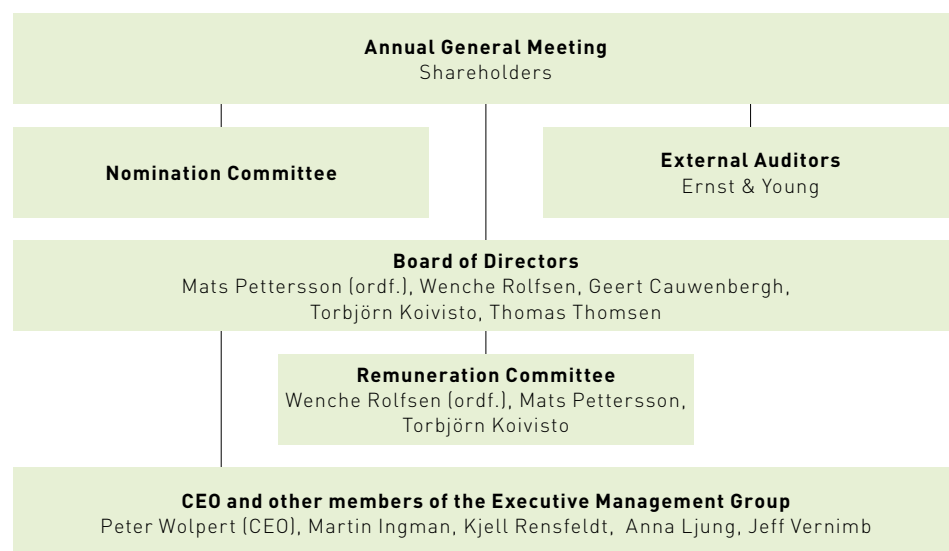 Annual General Meeting
Shareholders
Nomination Committee
External Auditors
Ernst & Young
Board of Directors
Mats Pettersson (ordf.), Wenche Rolfsen, Geert Cauwenbergh,
Torbjörn Koivisto, Thomas Thomsen
Remuneration Committee
Wenche Rolfsen (ordf.), Mats Pettersson,
Torbjörn Koivisto
CEO and other members of the Executive Management Group
Peter Wolpert (CEO), Martin Ingman, Kjell Rensfeldt, Anna Ljung, Jeff Vernimb